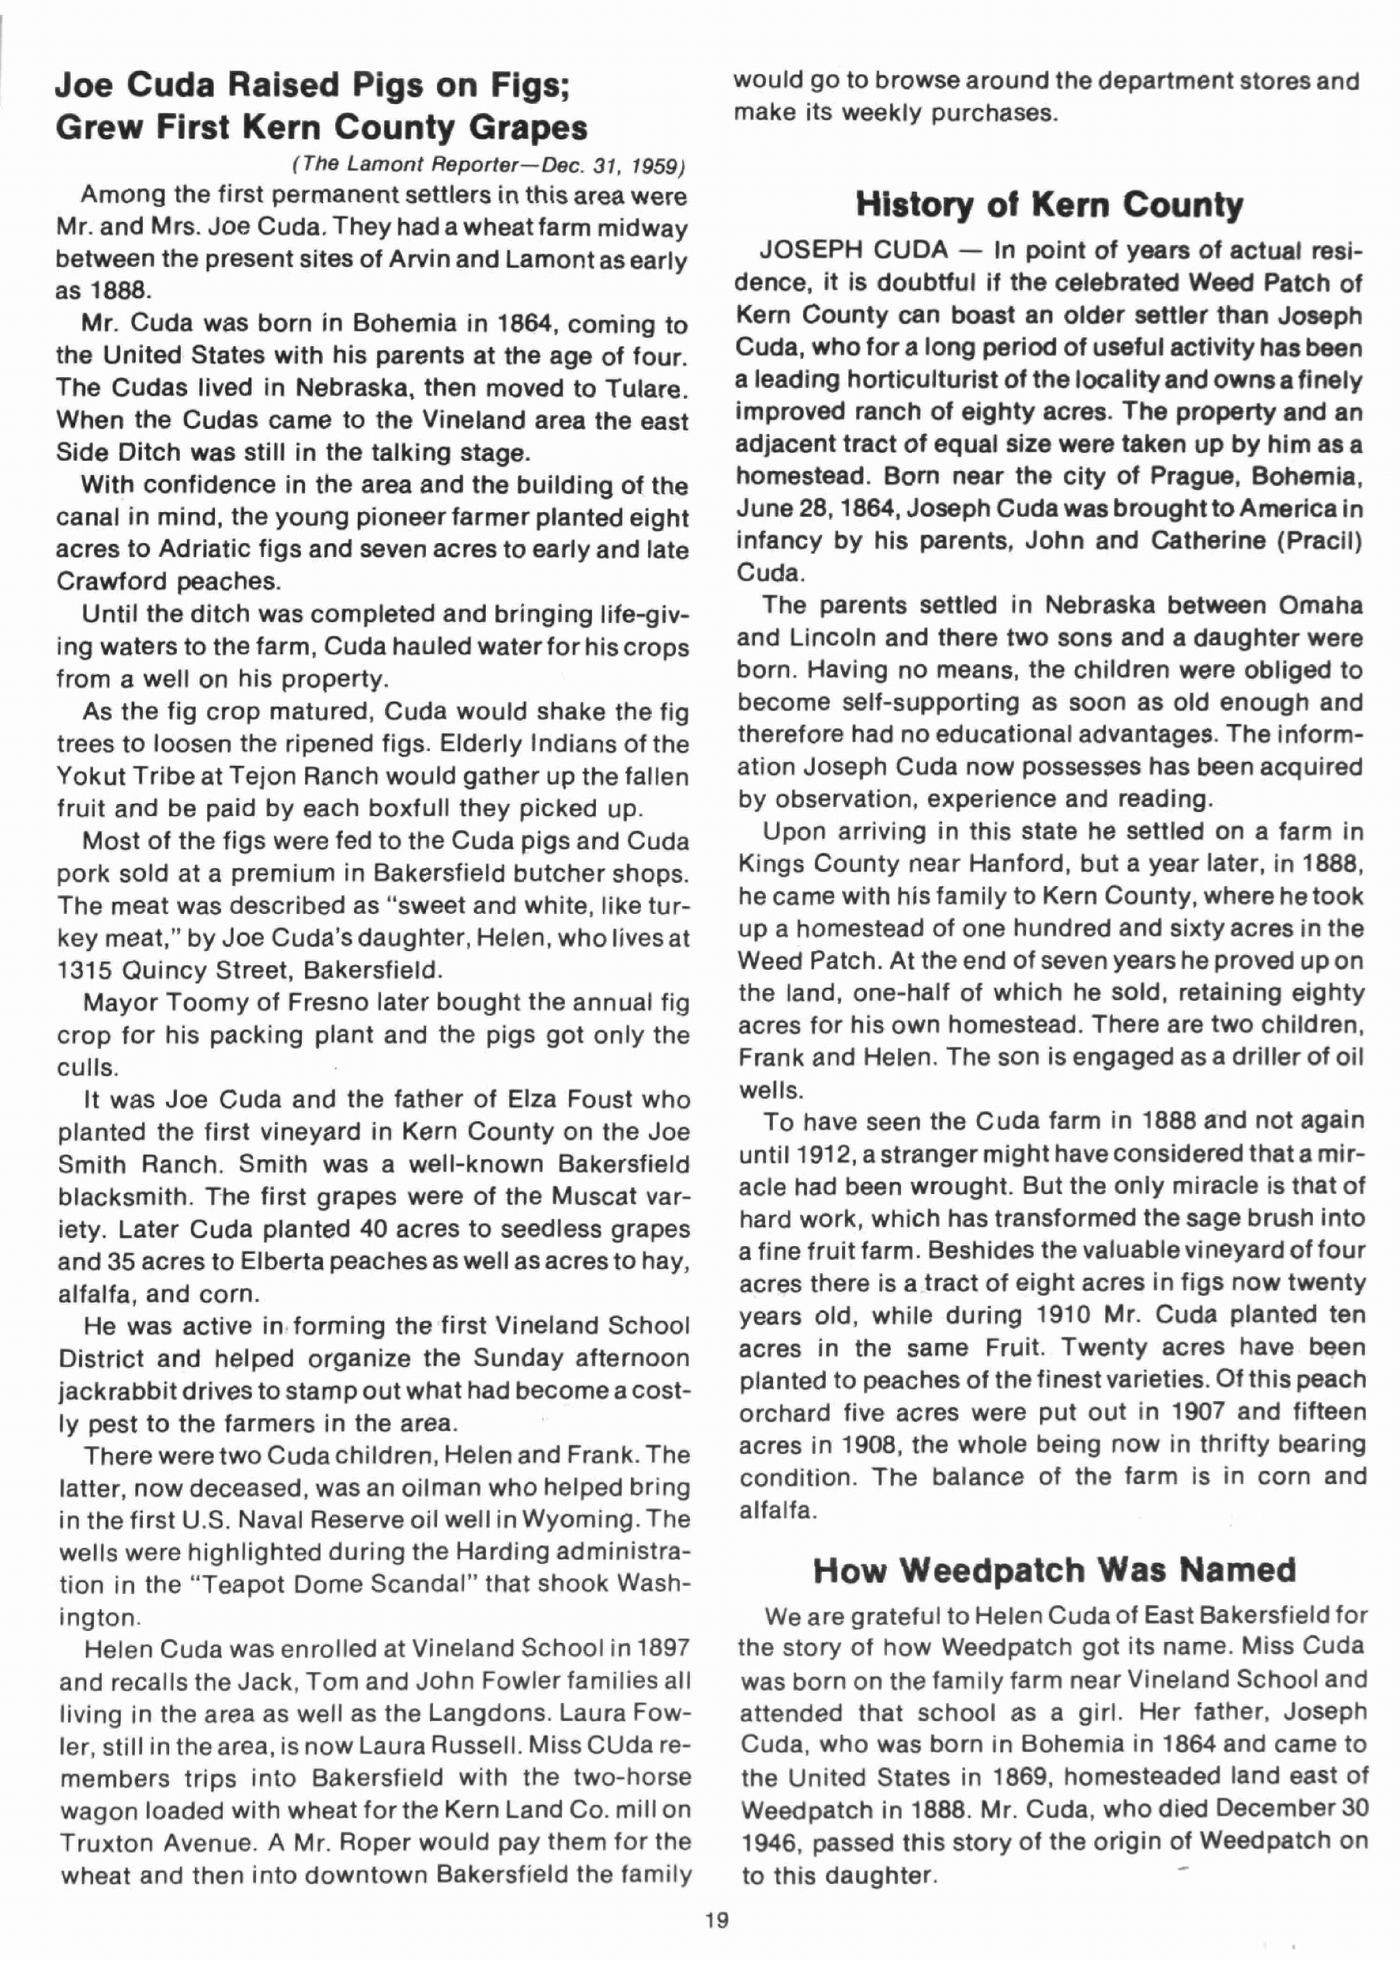 Joe Cuda Raised Pigs on Figs;
Grew First Kern County Grapes
(The Lamont Reporter—Dec. 31, 1959)
Among the first permanent settlers in this area were
Mr. and Mrs. Joe Cuda. They had a wheat farm midway
between the present sites of Arvin and Lamont as early
as 1888.
Mr. Cuda was born in Bohemia in 1864, coming to
the United States with his parents at the age of four.
The Cudas lived in Nebraska, then moved to Tulare.
When the Cudas came to the Vineland area the east
Side Ditch was still in the talking stage.
With confidence in the area and the building of the
canal in mind, the young pioneer farmer planted eight
acres to Adriatic figs and seven acres to early and late
Crawford peaches.
Until the ditch was completed and bringing life-giv-
ing waters to the farm, Cuda hauled water for his crops
from a well on his property.
As the fig crop matured, Cuda would shake the fig
trees to loosen the ripened figs. Elderly Indians of the
Yokut Tribe at Tejon Ranch would gather up the fallen
fruit and be paid by each boxfull they picked up.
Most of the figs were fed to the Cuda pigs and Cuda
pork sold at a premium in Bakersfield butcher shops.
The meat was described as "sweet and white, like tur-
key meat," by Joe Cuda's daughter, Helen, who lives at
1315 Quincy Street, Bakersfield.
Mayor Toomy of Fresno later bought the annual fig
crop for his packing plant and the pigs got only the
culls.
It was Joe Cuda and the father of Elza Foust who
planted the first vineyard in Kern County on the Joe
Smith Ranch. Smith was a well-known Bakersfield
blacksmith. The first grapes were of the Muscat var-
iety. Later Cuda planted 40 acres to seedless grapes
and 35 acres to Elberta peaches as well as acres to hay,
alfalfa, and corn.
He was active in forming the first Vineland School
District and helped organize the Sunday afternoon
jackrabbit drives to stamp out what had become a cost-
ly pest to the farmers in the area.
There were two Cuda children, Helen and Frank. The
latter, now deceased, was an oilman who helped bring
in the first U.S. Naval Reserve oil well in Wyoming. The
wells were highlighted during the Harding administra-
tion in the "Teapot Dome Scandal" that shook Wash-
ington.
Helen Cuda was enrolled at Vineland School in 1897
and recalls the Jack, Tom and John Fowler families all
living in the area as well as the Langdons. Laura Fow-
ler, still in the area, is now Laura Russell. Miss CUda re-
members trips into Bakersfield with the two-horse
wagon loaded with wheat for the Kern Land Co. mill on
Truxton Avenue. A Mr. Roper would pay them for the
wheat and then into downtown Bakersfield the family
would go to browse around the department stores and
make its weekly purchases.
History of Kern County
JOSEPH CUDA — In point of years of actual resi-
dence, it is doubtful if the celebrated Weed Patch of
Kern County can boast an older settler than Joseph
Cuda, who for a long period of useful activity has been
a leading horticulturist of the locality and owns a finely
improved ranch of eighty acres. The property and an
adjacent tract of equal size were taken up by him as a
homestead. Born near the city of Prague, Bohemia,
June 28, 1864, Joseph Cuda was brought to America in
infancy by his parents, John and Catherine (Pracil)
Cuda.
The parents settled in Nebraska between Omaha
and Lincoln and there two sons and a daughter were
born. Having no means, the children were obliged to
become self-supporting as soon as old enough and
therefore had no educational advantages. The inform-
ation Joseph Cuda now possesses has been acquired
by observation, experience and reading.
Upon arriving in this state he settled on a farm in
Kings County near Hanford, but a year later, in 1888,
he came with his family to Kern County, where he took
up a homestead of one hundred and sixty acres in the
Weed Patch. At the end of seven years he proved up on
the land, one-half of which he sold, retaining eighty
acres for his own homestead. There are two children,
Frank and Helen. The son is engaged as a driller of oil
wells.
To have seen the Cuda farm in 1888 and not again
until 1912, a stranger might have considered that a mir-
acle had been wrought. But the only miracle is that of
hard work, which has transformed the sage brush into
a fine fruit farm. Beshides the valuable vineyard of four
acres there is a tract of eight acres in figs now twenty
years old, while during 1910 Mr. Cuda planted ten
acres in the same Fruit. Twenty acres have been
planted to peaches of the finest varieties. Of this peach
orchard five acres were put out in 1907 and fifteen
acres in 1908, the whole being now in thrifty bearing
condition. The balance of the farm is in corn and
alfalfa.
How Weedpatch Was Named
We are grateful to Helen Cuda of East Bakersfield for
the story of how Weedpatch got its name. Miss Cuda
was born on the family farm near Vineland School and
attended that school as a girl. Her father, Joseph
Cuda, who was born in Bohemia in 1864 and came to
the United States in 1869, homesteaded land east of
Weedpatch in 1888. Mr. Cuda, who died December 30
1946, passed this story of the origin of Weedpatch on
to this daughter.
19